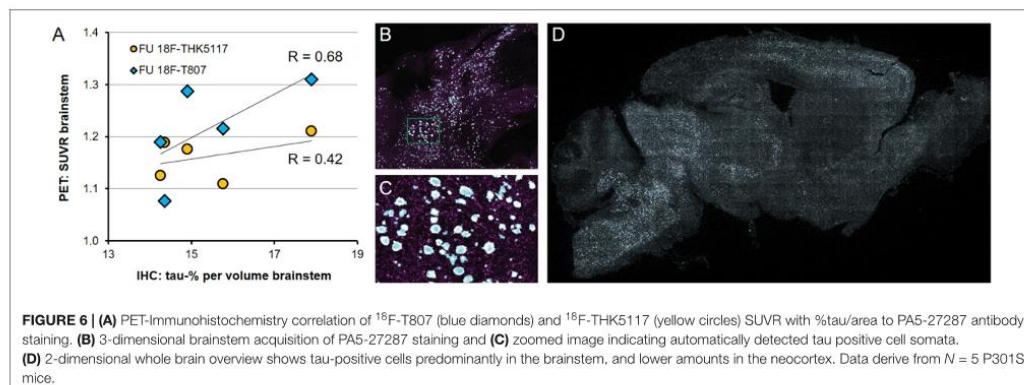 A
1.4
FU 18F-THK5117
FU 18F-T807
R = 0.68
1.3
1.2
R = 0.42
1.1
1.0
13
15
17
19
PET: SUVR brainstem
IHC: tau-% per volume brainstem
B
C
D
FIGURE 6 | (A) PET-Immunohistochemistry correlation of 18F-T807 (blue diamonds) and 18F-THK5117 (yellow circles) SUVR with %tau/area to PA5-27287 antibody
staining. (B) 3-dimensional brainstem acquisition of PA5-27287 staining and (C) zoomed image indicating automatically detected tau positive cell somata.
(D) 2-dimensional whole brain overview shows tau-positive cells predominantly in the brainstem, and lower amounts in the neocortex. Data derive from N = 5 P301S
mice.